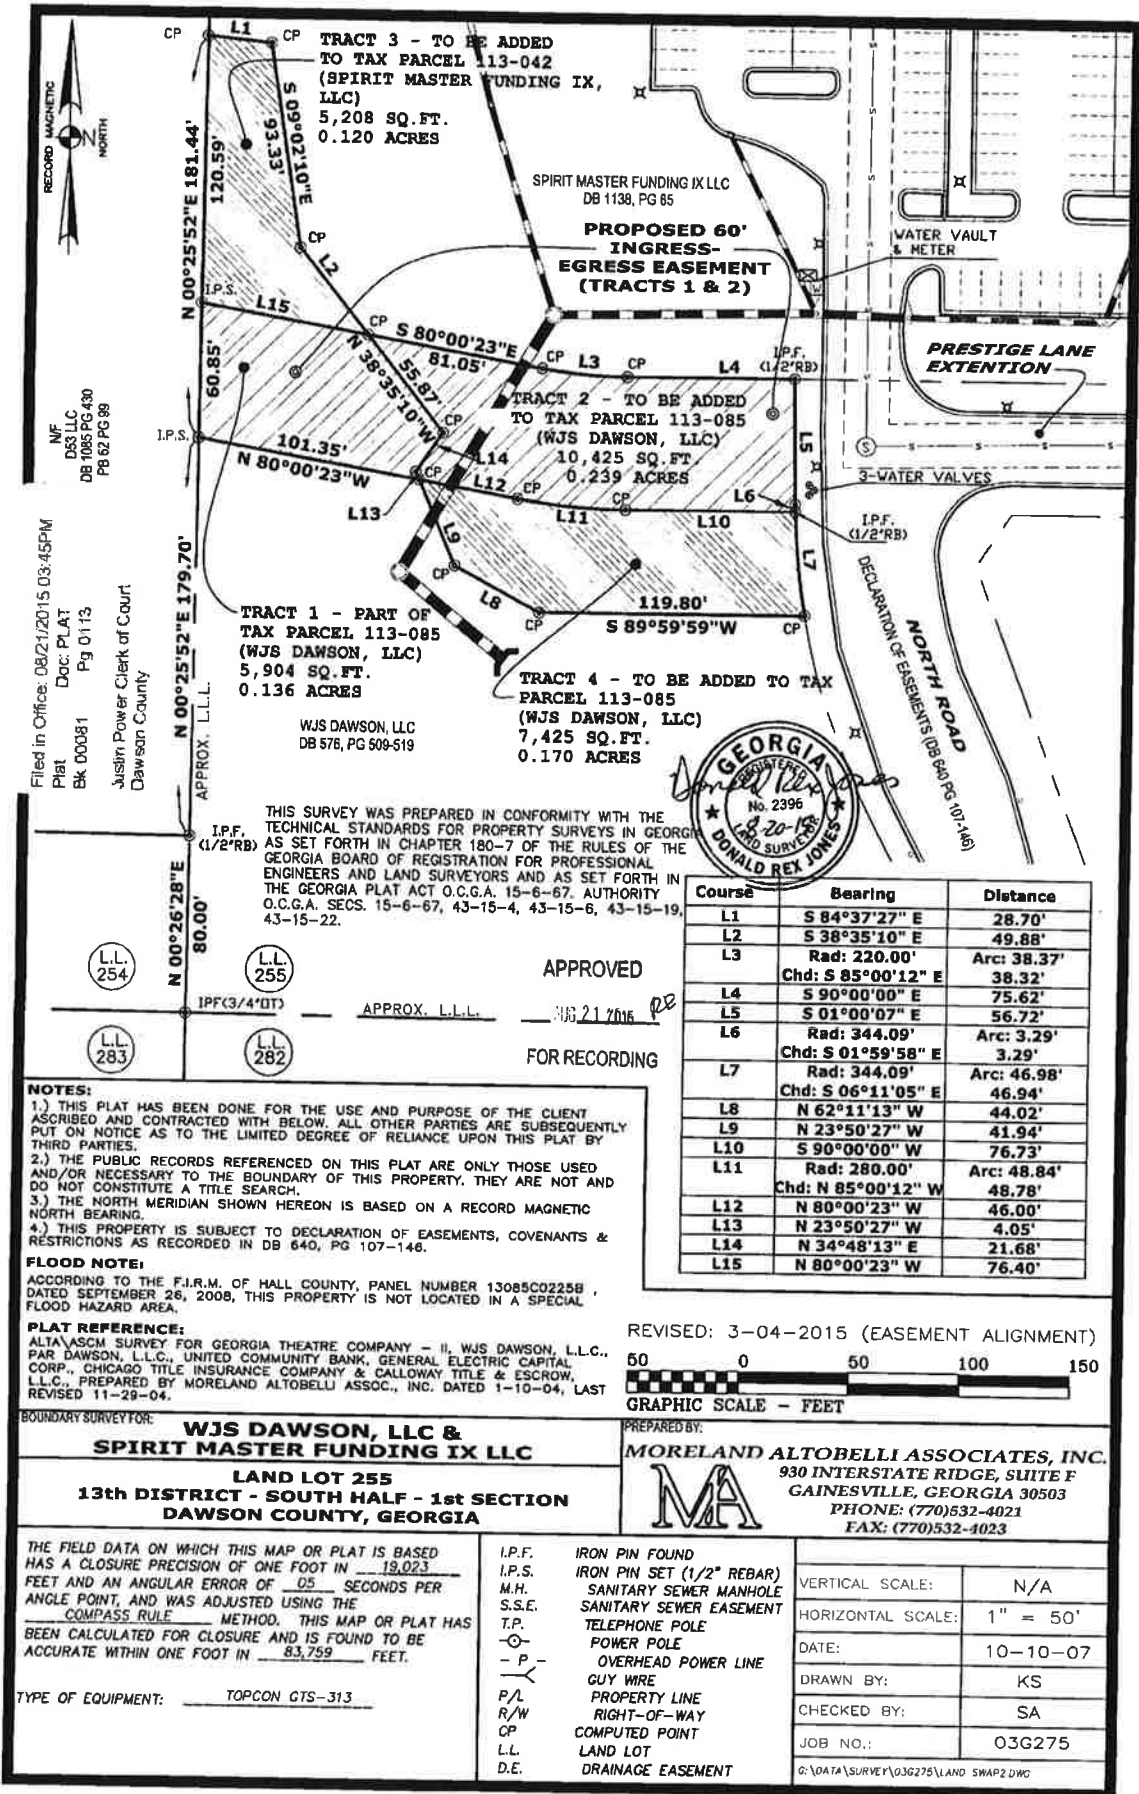 CP
L1
CP
TRACT 3 - TO BE ADDED
TO TAX PARCEL 113-042
(SPIRIT MASTER FUNDING IX,
LLC)
5,208 SQ.FT.
0.120 ACRES
RECORD MAGNETIC
NORTH
N 00°25'52"E 181.44'
120.59'
S 09°02'10"E
93.33'
SPIRIT MASTER FUNDING IX LLC
DB 1138, PG 65
PROPOSED 60'
INGRESS-
EGRESS EASEMENT
(TRACTS 1 & 2)
WATER VAULT
& METER
CP
L2
I.P.S.
L15
CP
S 80°00'23"E
81.05'
CP
L3
CP
L4
I.P.F.
(1/2"RB)
PRESTIGE LANE
EXTENTION
N 38°35'10"W
55.87'
60.85'
N/F
D53 LLC
DB 1085 PG 430
PB 62 PG 99
TRACT 2 - TO BE ADDED
TO TAX PARCEL 113-085
(WJS DAWSON, LLC)
10,425 SQ.FT
0.239 ACRES
I.P.S.
101.35'
N 80°00'23"W
CP
L14
CP
L12
CP
L13
L11
CP
L10
L5
L6
S
3-WATER VALVES
I.P.F.
(1/2"RB)
L9
CP
L8
CP
L7
119.80'
S 89°59'59"W
CP
Filed in Office: 08/21/2015 03:45PM
Plat Doc: PLAT
Bk 00081 Pg 0113
Justin Power Clerk of Court
Dawson County
N 00°25'52"E 179.70'
APPROX. L.L.L.
TRACT 1 - PART OF
TAX PARCEL 113-085
(WJS DAWSON, LLC)
5,904 SQ.FT.
0.136 ACRES
WJS DAWSON, LLC
DB 576, PG 509-519
TRACT 4 - TO BE ADDED TO TAX
PARCEL 113-085
(WJS DAWSON, LLC)
7,425 SQ.FT.
0.170 ACRES
NORTH ROAD
DECLARATION OF EASEMENTS (DB 640 PG 107-146)
GEORGIA
REGISTERED
No. 2396
8-20-15
LAND SURVEYOR
DONALD REX JONES
Donald Rex Jones
I.P.F.
(1/2"RB)
THIS SURVEY WAS PREPARED IN CONFORMITY WITH THE
TECHNICAL STANDARDS FOR PROPERTY SURVEYS IN GEORGIA
AS SET FORTH IN CHAPTER 180-7 OF THE RULES OF THE
GEORGIA BOARD OF REGISTRATION FOR PROFESSIONAL
ENGINEERS AND LAND SURVEYORS AND AS SET FORTH IN
THE GEORGIA PLAT ACT O.C.G.A. 15-6-67. AUTHORITY
O.C.G.A. SECS. 15-6-67, 43-15-4, 43-15-6, 43-15-19,
43-15-22.
N 00°26'28"E
80.00'
L.L.
254
L.L.
255
IPF(3/4"OT)
APPROX. L.L.L.
L.L.
283
L.L.
282
APPROVED
AUG 21 2015
FOR RECORDING
Course Bearing Distance
L1 S 84°37'27" E 28.70'
L2 S 38°35'10" E 49.88'
L3 Rad: 220.00' Arc: 38.37'
Chd: S 85°00'12" E 38.32'
L4 S 90°00'00" E 75.62'
L5 S 01°00'07" E 56.72'
L6 Rad: 344.09' Arc: 3.29'
Chd: S 01°59'58" E 3.29'
L7 Rad: 344.09' Arc: 46.98'
Chd: S 06°11'05" E 46.94'
L8 N 62°11'13" W 44.02'
L9 N 23°50'27" W 41.94'
L10 S 90°00'00" W 76.73'
L11 Rad: 280.00' Arc: 48.84'
Chd: N 85°00'12" W 48.78'
L12 N 80°00'23" W 46.00'
L13 N 23°50'27" W 4.05'
L14 N 34°48'13" E 21.68'
L15 N 80°00'23" W 76.40'
NOTES:
1.) THIS PLAT HAS BEEN DONE FOR THE USE AND PURPOSE OF THE CLIENT
ASCRIBED AND CONTRACTED WITH BELOW. ALL OTHER PARTIES ARE SUBSEQUENTLY
PUT ON NOTICE AS TO THE LIMITED DEGREE OF RELIANCE UPON THIS PLAT BY
THIRD PARTIES.
2.) THE PUBLIC RECORDS REFERENCED ON THIS PLAT ARE ONLY THOSE USED
AND/OR NECESSARY TO THE BOUNDARY OF THIS PROPERTY. THEY ARE NOT AND
DO NOT CONSTITUTE A TITLE SEARCH.
3.) THE NORTH MERIDIAN SHOWN HEREON IS BASED ON A RECORD MAGNETIC
NORTH BEARING.
4.) THIS PROPERTY IS SUBJECT TO DECLARATION OF EASEMENTS, COVENANTS &
RESTRICTIONS AS RECORDED IN DB 640, PG 107-146.
FLOOD NOTE:
ACCORDING TO THE F.I.R.M. OF HALL COUNTY, PANEL NUMBER 13085C0225B ,
DATED SEPTEMBER 26, 2008, THIS PROPERTY IS NOT LOCATED IN A SPECIAL
FLOOD HAZARD AREA.
PLAT REFERENCE:
ALTA\ASCM SURVEY FOR GEORGIA THEATRE COMPANY - II, WJS DAWSON, L.L.C.,
PAR DAWSON, L.L.C., UNITED COMMUNITY BANK, GENERAL ELECTRIC CAPITAL
CORP., CHICAGO TITLE INSURANCE COMPANY & CALLOWAY TITLE & ESCROW,
L.L.C., PREPARED BY MORELAND ALTOBELLI ASSOC., INC. DATED 1-10-04, LAST
REVISED 11-29-04.
REVISED: 3-04-2015 (EASEMENT ALIGNMENT)
50 0 50 100 150
GRAPHIC SCALE - FEET
BOUNDARY SURVEY FOR:
WJS DAWSON, LLC &
SPIRIT MASTER FUNDING IX LLC
LAND LOT 255
13th DISTRICT - SOUTH HALF - 1st SECTION
DAWSON COUNTY, GEORGIA
PREPARED BY:
MORELAND ALTOBELLI ASSOCIATES, INC.
930 INTERSTATE RIDGE, SUITE F
GAINESVILLE, GEORGIA 30503
PHONE: (770)532-4021
FAX: (770)532-4023
MA
THE FIELD DATA ON WHICH THIS MAP OR PLAT IS BASED
HAS A CLOSURE PRECISION OF ONE FOOT IN 19,023
FEET AND AN ANGULAR ERROR OF 05 SECONDS PER
ANGLE POINT, AND WAS ADJUSTED USING THE
COMPASS RULE METHOD. THIS MAP OR PLAT HAS
BEEN CALCULATED FOR CLOSURE AND IS FOUND TO BE
ACCURATE WITHIN ONE FOOT IN 83,759 FEET.
TYPE OF EQUIPMENT: TOPCON GTS-313
I.P.F. IRON PIN FOUND
I.P.S. IRON PIN SET (1/2" REBAR)
M.H. SANITARY SEWER MANHOLE
S.S.E. SANITARY SEWER EASEMENT
T.P. TELEPHONE POLE
POWER POLE
- P - OVERHEAD POWER LINE
GUY WIRE
P/L PROPERTY LINE
R/W RIGHT-OF-WAY
CP COMPUTED POINT
L.L. LAND LOT
D.E. DRAINAGE EASEMENT
VERTICAL SCALE: N/A
HORIZONTAL SCALE: 1" = 50'
DATE: 10-10-07
DRAWN BY: KS
CHECKED BY: SA
JOB NO.: 03G275
G:\DATA\SURVEY\03G275\LAND SWAP2.DWG